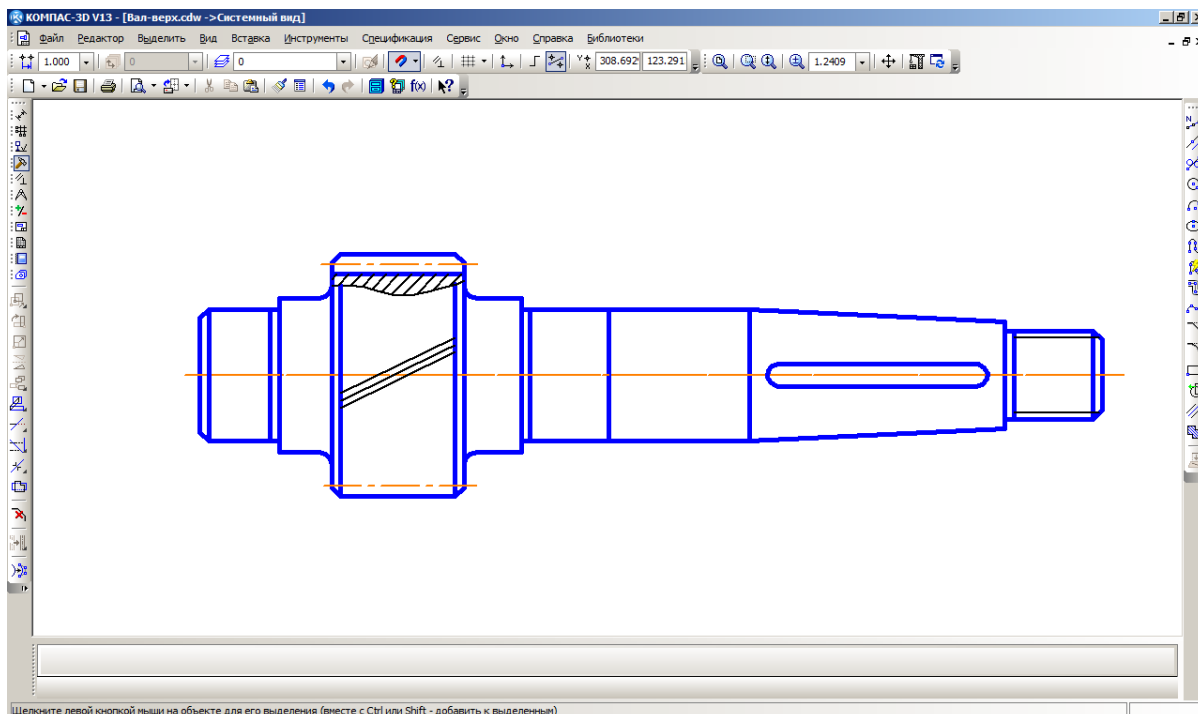 КОМПАС-3D V13 - [Вал-верх.cdw ->Системный вид]
Файл Редактор Выделить Вид Вставка Инструменты Спецификация Сервис Окно Справка Библиотеки
1.000 0 0 308.692 123.291 1.2409
f(x)
Щелкните левой кнопкой мыши на объекте для его выделения (вместе с Ctrl или Shift - добавить к выделенным)